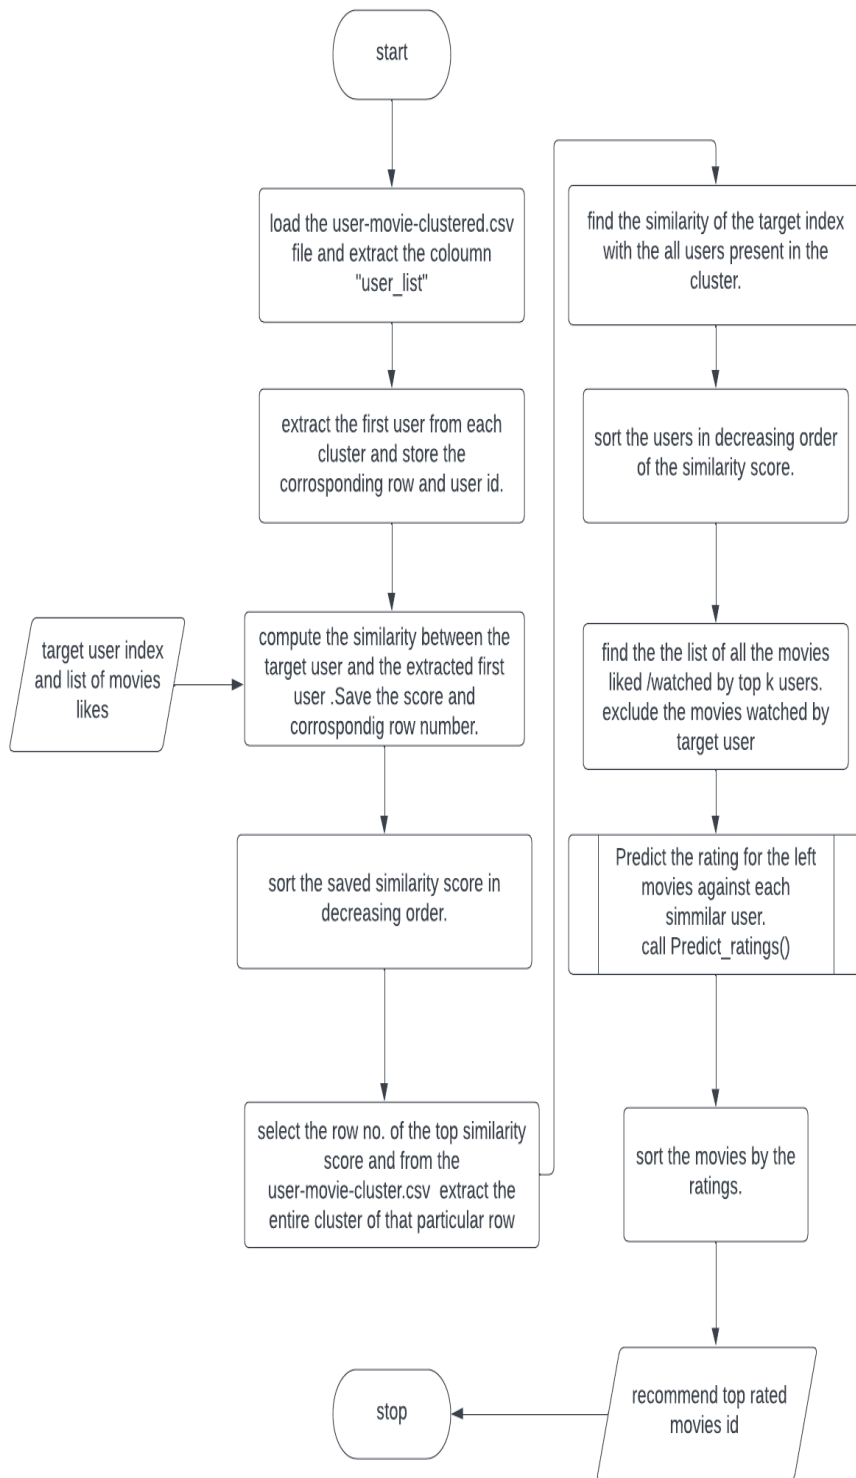 start
load the user-movie-clustered.csv
file and extract the coloumn
"user_list"
extract the first user from each
cluster and store the
corrosponding row and user id.
target user index
and list of movies
likes
compute the similarity between the
target user and the extracted first
user .Save the score and
corrospondig row number.
sort the saved similarity score in
decreasing order.
select the row no. of the top similarity
score and from the
user-movie-cluster.csv  extract the
entire cluster of that particular row
find the similarity of the target index
with the all users present in the
cluster.
sort the users in decreasing order
of the similarity score.
find the the list of all the movies
liked /watched by top k users.
exclude the movies watched by
target user
Predict the rating for the left
movies against each
simmilar user.
call Predict_ratings()
sort the movies by the
ratings.
recommend top rated
movies id
stop